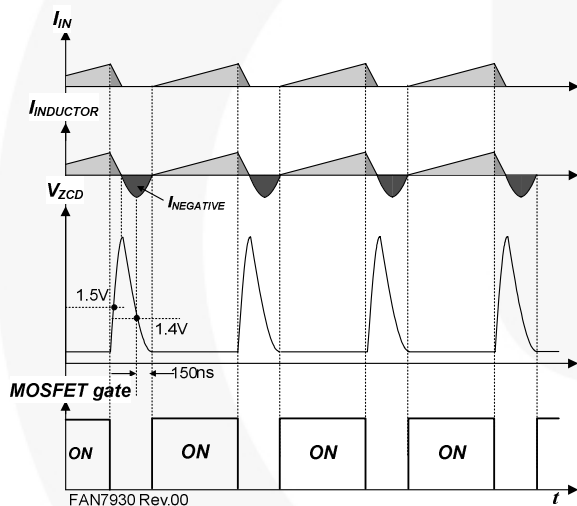 I_IN
I_INDUCTOR
V_ZCD
I_NEGATIVE
1.5V
1.4V
150ns
MOSFET gate
ON
ON
ON
ON
FAN7930 Rev.00
t